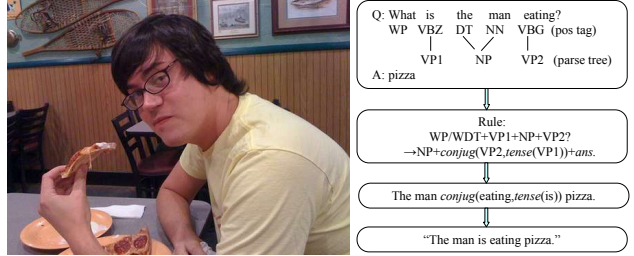 Q: What is the man eating?
WP VBZ DT NN VBG (pos tag)
VP1 NP VP2 (parse tree)
A: pizza
Rule:
WP/WDT+VP1+NP+VP2?
→NP+conjug(VP2,tense(VP1))+ans.
The man conjug(eating,tense(is)) pizza.
“The man is eating pizza.”